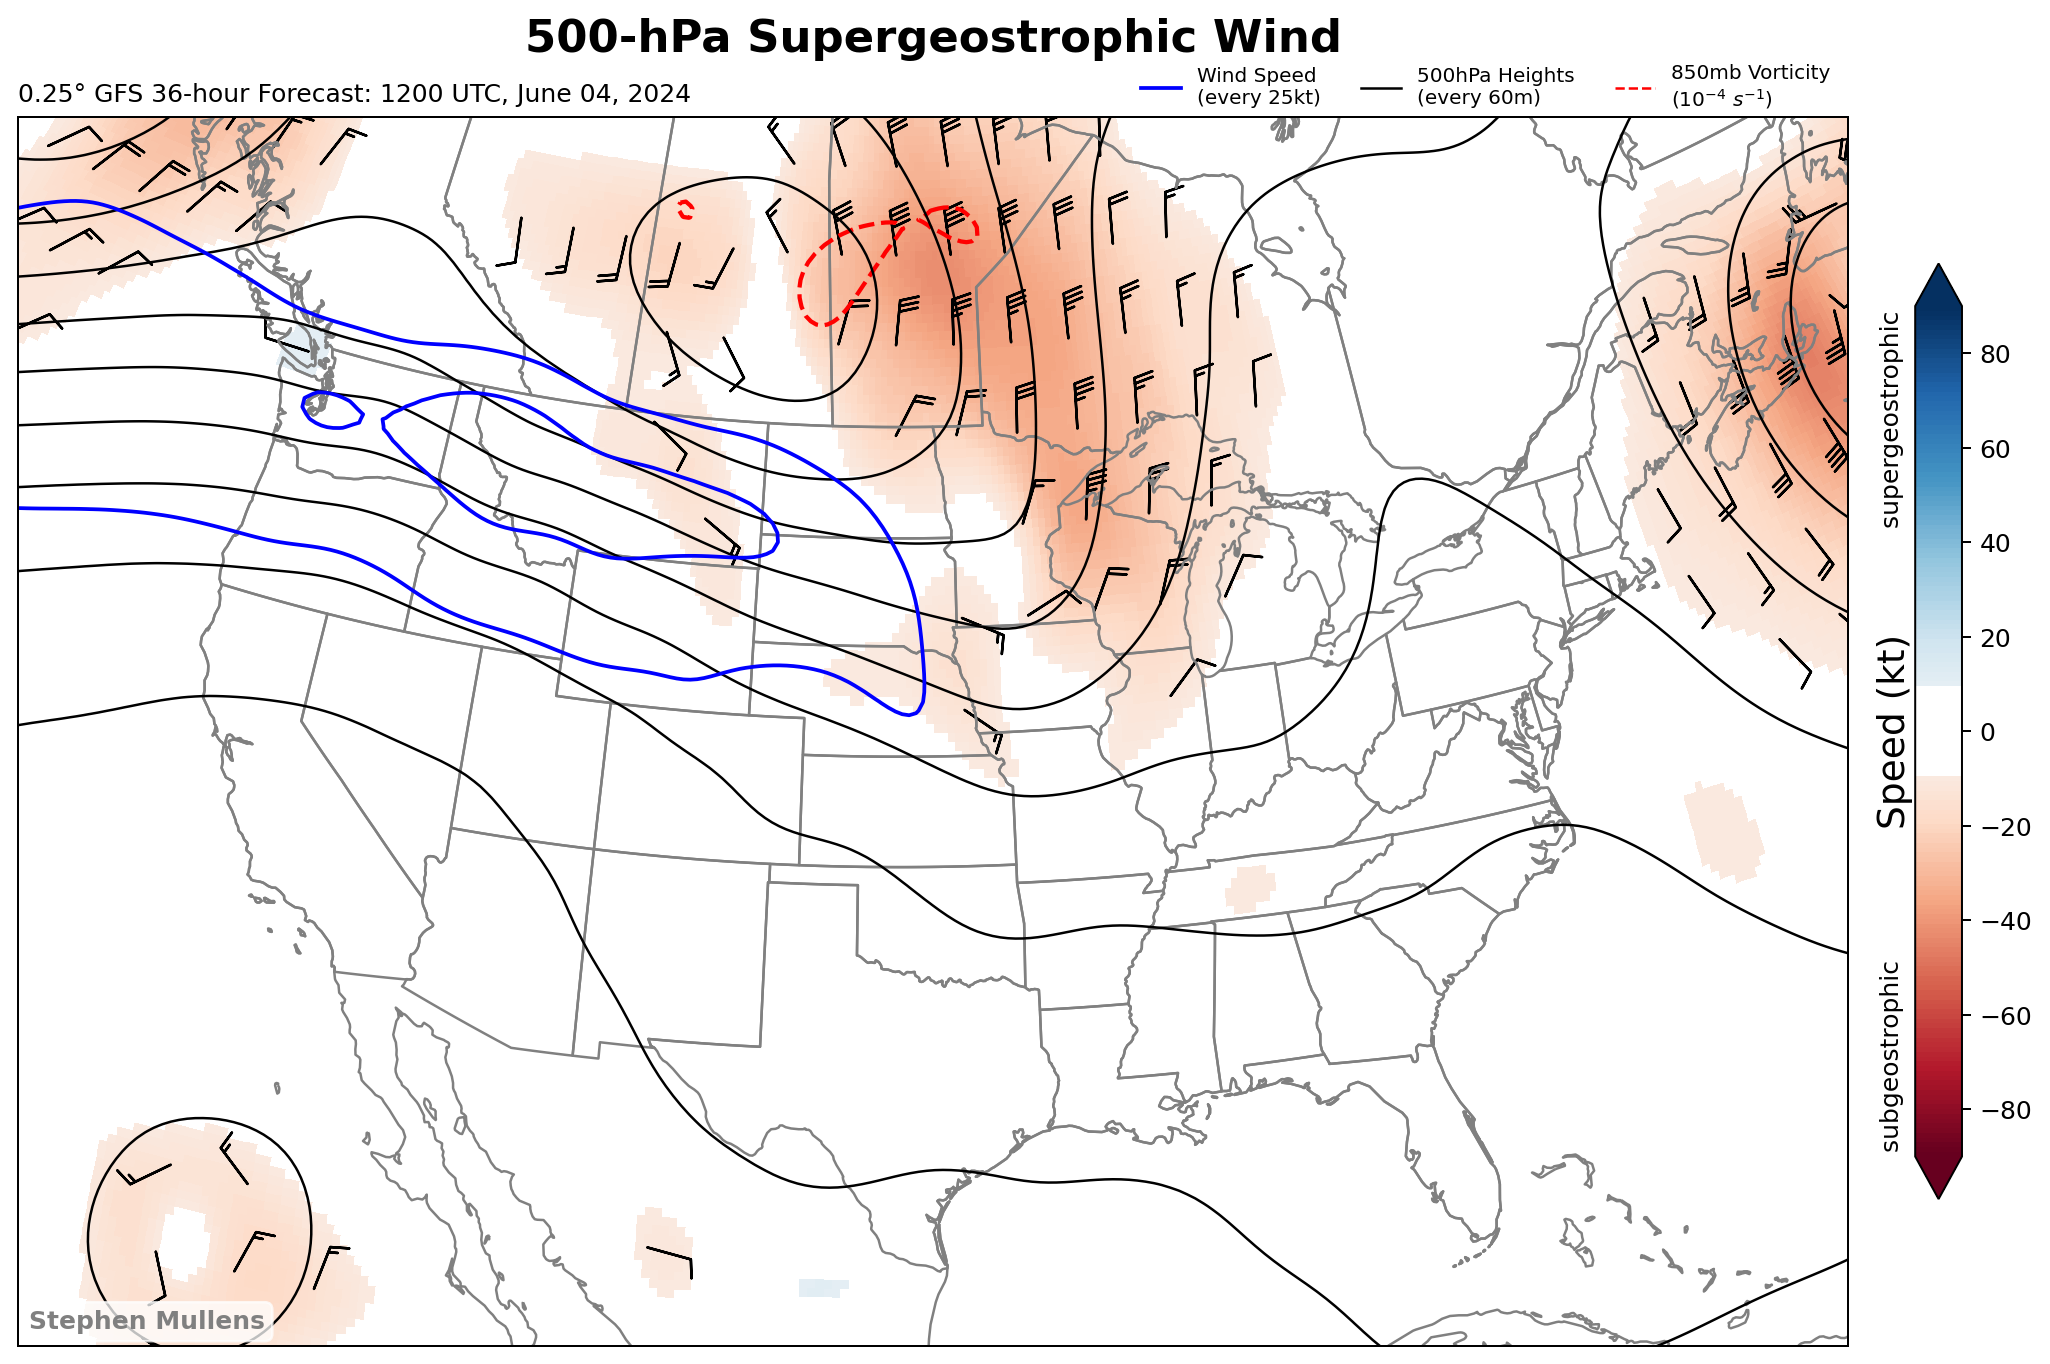 500-hPa Supergeostrophic Wind
0.25° GFS 36-hour Forecast: 1200 UTC, June 04, 2024
Wind Speed
(every 25kt)
500hPa Heights
(every 60m)
850mb Vorticity
(10⁻⁴ s⁻¹)
supergeostrophic
Speed (kt)
subgeostrophic
80
60
40
20
0
−20
−40
−60
−80
Stephen Mullens